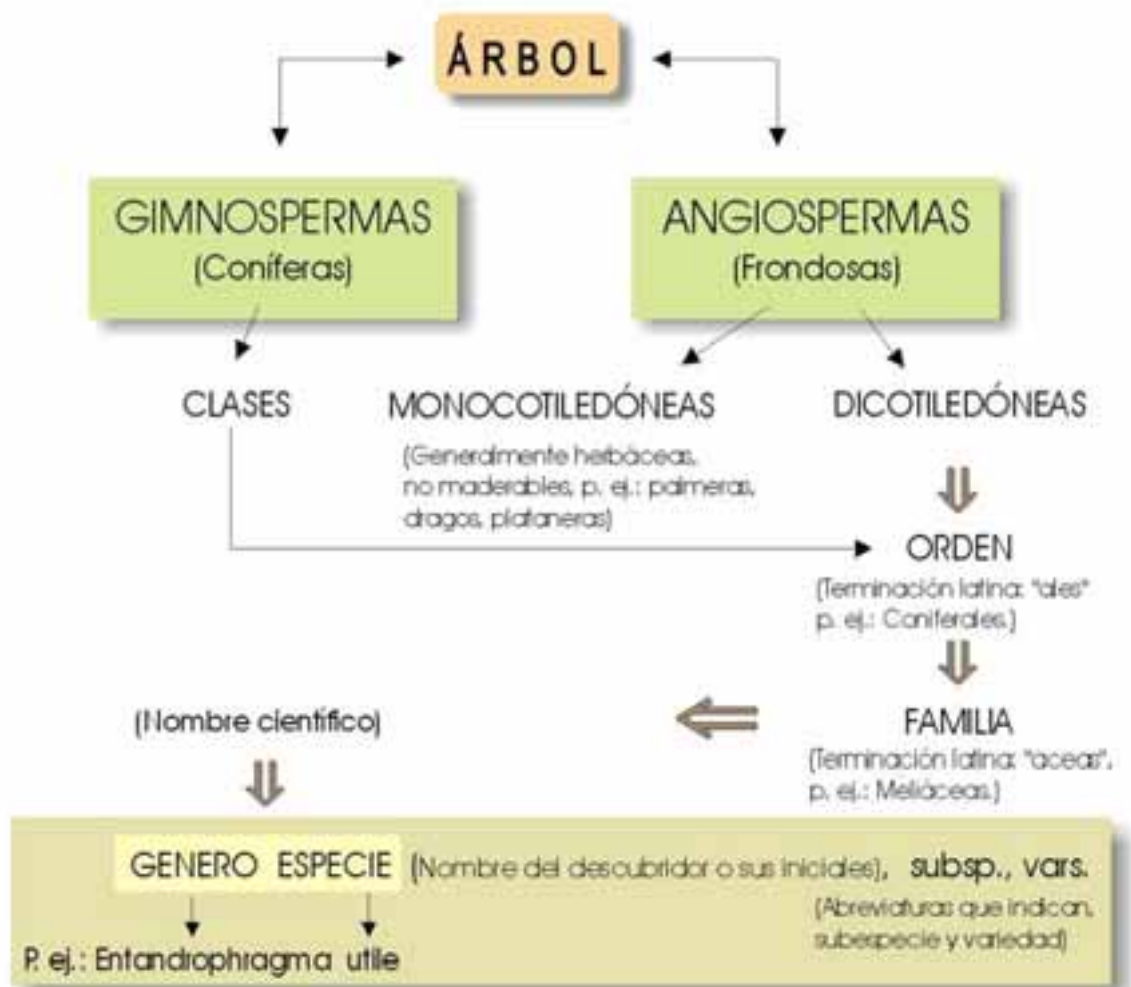 ÁRBOL
GIMNOSPERMAS
(Coníferas)
ANGIOSPERMAS
(Frondosas)
CLASES
MONOCOTILEDÓNEAS
(Generalmente herbáceas,
no maderables, p. ej.: palmeras,
dragos, plataneras)
DICOTILEDÓNEAS
ORDEN
(Terminación latina: "ales"
p. ej.: Coniferales.)
FAMILIA
(Terminación latina: "aceas",
p. ej.: Meliáceas.)
(Nombre científico)
GENERO ESPECIE (Nombre del descubridor o sus iniciales), subsp., vars.
(Abreviaturas que indican,
subespecie y variedad)
P. ej.: Entandrophragma utile